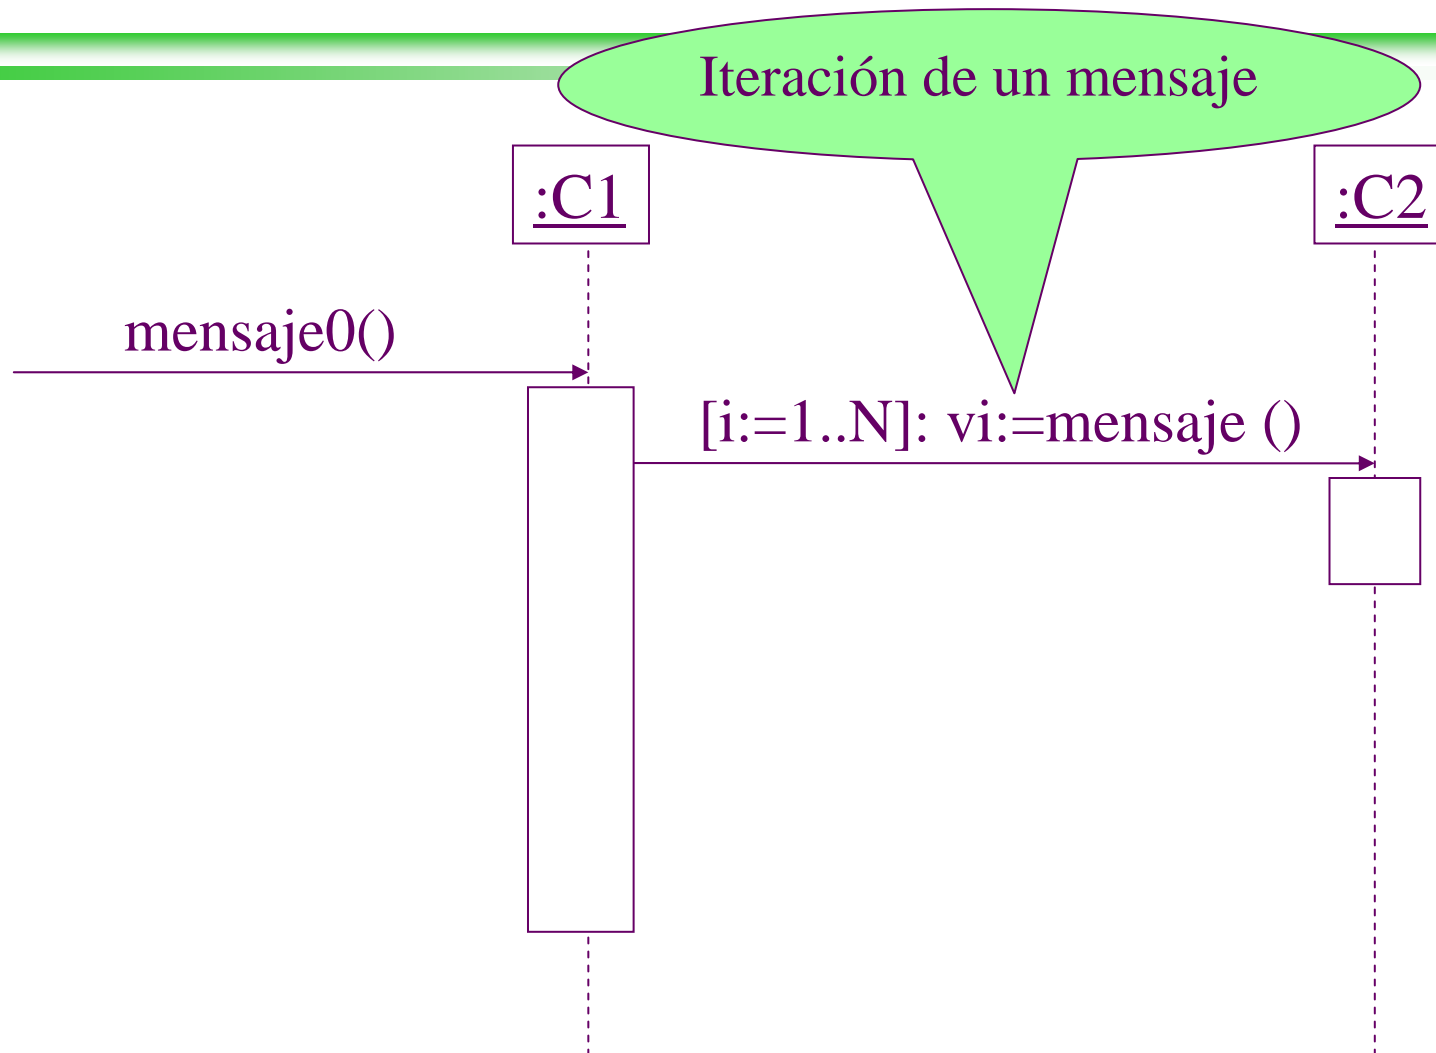 Iteración de un mensaje
:C1
:C2
mensaje0()
[i:=1..N]: vi:=mensaje ()